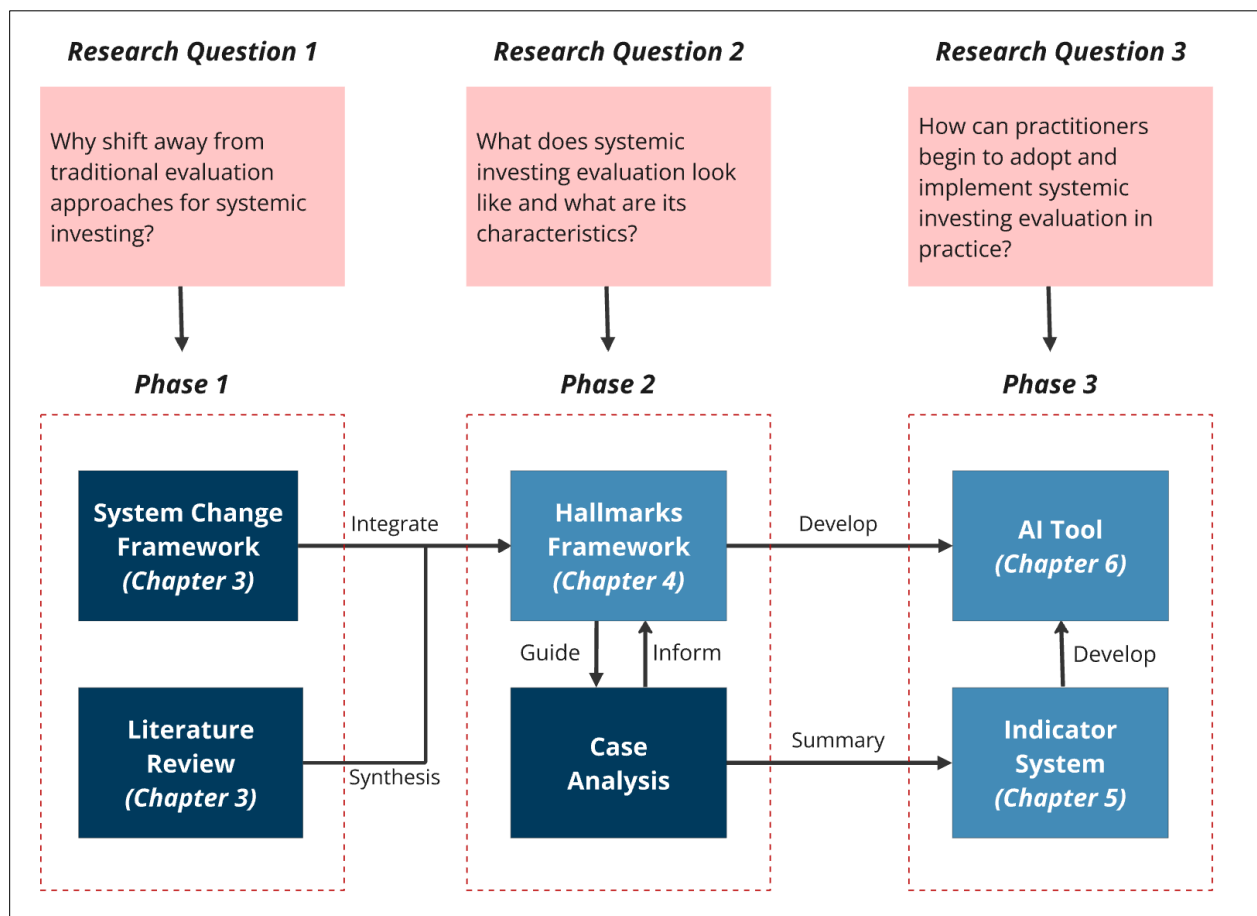 Research Question 1
Research Question 2
Research Question 3
Why shift away from
traditional evaluation
approaches for systemic
investing?
What does systemic
investing evaluation look
like and what are its
characteristics?
How can practitioners
begin to adopt and
implement systemic
investing evaluation in
practice?
Phase 1
Phase 2
Phase 3
System Change
Framework
(Chapter 3)
Integrate
Hallmarks
Framework
(Chapter 4)
Develop
AI Tool
(Chapter 6)
Guide
Inform
Develop
Literature
Review
(Chapter 3)
Synthesis
Case
Analysis
Summary
Indicator
System
(Chapter 5)